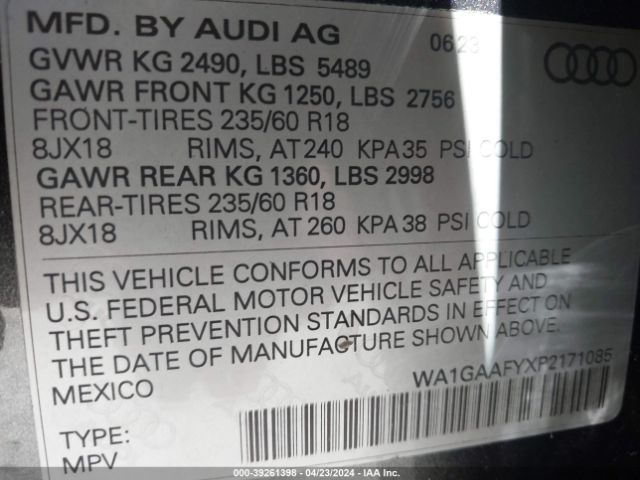 MFD. BY AUDI AG 06 23
GVWR KG 2490, LBS 5489
GAWR FRONT KG 1250, LBS 2756
FRONT-TIRES 235/60 R18
8JX18 RIMS, AT 240 KPA 35 PSI COLD
GAWR REAR KG 1360, LBS 2998
REAR-TIRES 235/60 R18
8JX18 RIMS, AT 260 KPA 38 PSI COLD
THIS VEHICLE CONFORMS TO ALL APPLICABLE
U.S. FEDERAL MOTOR VEHICLE SAFETY AND
THEFT PREVENTION STANDARDS IN EFFECT ON
THE DATE OF MANUFACTURE SHOWN ABOVE.
MEXICO
WA1GAAFYXP2171085
TYPE:
MPV
000-39261398 - 04/23/2024 - IAA Inc.